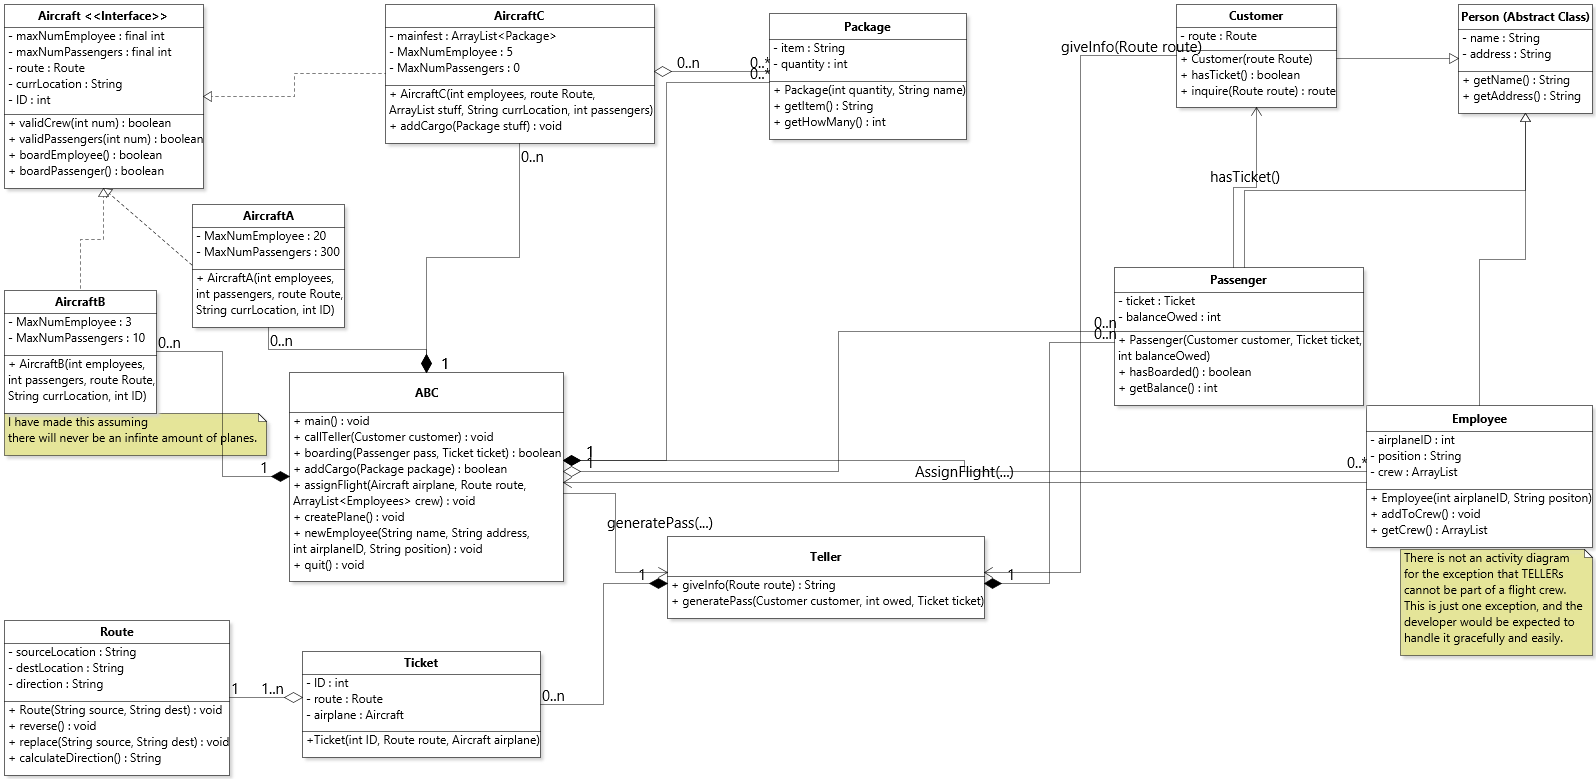 Aircraft <<Interface>>
- maxNumEmployee : final int
- maxNumPassengers : final int
- route : Route
- currLocation : String
- ID : int
+ validCrew(int num) : boolean
+ validPassengers(int num) : boolean
+ boardEmployee() : boolean
+ boardPassenger() : boolean
AircraftC
- mainfest : ArrayList<Package>
- MaxNumEmployee : 5
- MaxNumPassengers : 0
+ AircraftC(int employees, route Route,
ArrayList stuff, String currLocation, int passengers)
+ addCargo(Package stuff) : void
0..n
0..*
0..*
Package
- item : String
- quantity : int
+ Package(int quantity, String name)
+ getItem() : String
+ getHowMany() : int
giveInfo(Route route)
Customer
- route : Route
+ Customer(route Route)
+ hasTicket() : boolean
+ inquire(Route route) : route
Person (Abstract Class)
- name : String
- address : String
+ getName() : String
+ getAddress() : String
0..n
hasTicket()
AircraftA
- MaxNumEmployee : 20
- MaxNumPassengers : 300
+ AircraftA(int employees,
int passengers, route Route,
String currLocation, int ID)
0..n
AircraftB
- MaxNumEmployee : 3
- MaxNumPassengers : 10
+ AircraftB(int employees,
int passengers, route Route,
String currLocation, int ID)
0..n
I have made this assuming
there will never be an infinte amount of planes.
1
1
Passenger
- ticket : Ticket
- balanceOwed : int
+ Passenger(Customer customer, Ticket ticket,
int balanceOwed)
+ hasBoarded() : boolean
+ getBalance() : int
0..n
0..n
ABC
+ main() : void
+ callTeller(Customer customer) : void
+ boarding(Passenger pass, Ticket ticket) : boolean
+ addCargo(Package package) : boolean
+ assignFlight(Aircraft airplane, Route route,
ArrayList<Employees> crew) : void
+ createPlane() : void
+ newEmployee(String name, String address,
int airplaneID, String position) : void
+ quit() : void
1
1
AssignFlight(...)
0..*
Employee
- airplaneID : int
- position : String
- crew : ArrayList
+ Employee(int airplaneID, String positon)
+ addToCrew() : void
+ getCrew() : ArrayList
generatePass(...)
Teller
+ giveInfo(Route route) : String
+ generatePass(Customer customer, int owed, Ticket ticket)
1
1
There is not an activity diagram
for the exception that TELLERs
cannot be part of a flight crew.
This is just one exception, and the
developer would be expected to
handle it gracefully and easily.
Route
- sourceLocation : String
- destLocation : String
- direction : String
+ Route(String source, String dest) : void
+ reverse() : void
+ replace(String source, String dest) : void
+ calculateDirection() : String
1
1..n
Ticket
- ID : int
- route : Route
- airplane : Aircraft
+Ticket(int ID, Route route, Aircraft airplane)
0..n